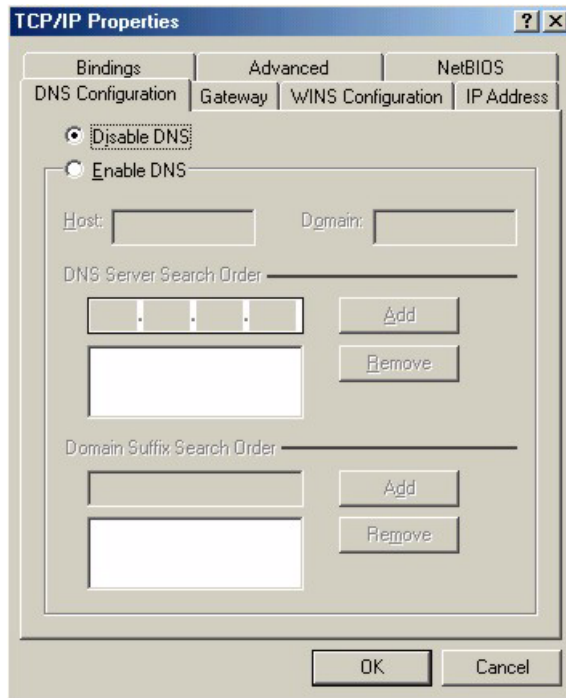 TCP/IP Properties
Bindings Advanced NetBIOS
DNS Configuration Gateway WINS Configuration IP Address
Disable DNS
Enable DNS
Host: Domain:
DNS Server Search Order
Add
Remove
Domain Suffix Search Order
Add
Remove
OK Cancel